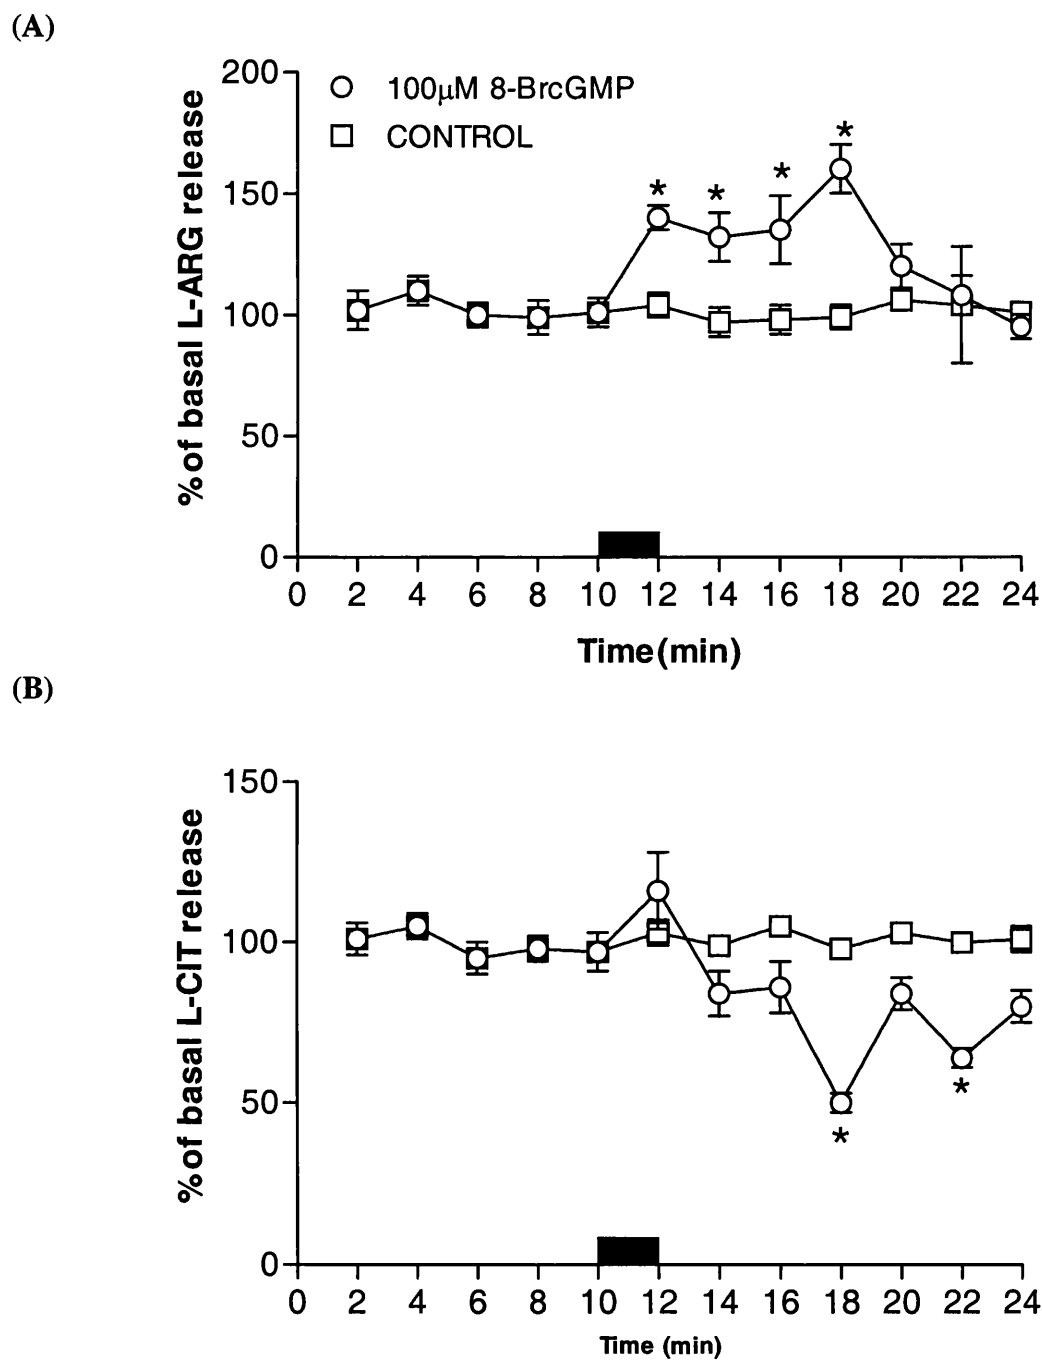 (A)
200
100μM 8-BrcGMP
CONTROL
* * * *
150
100
50
0
% of basal L-ARG release
0 2 4 6 8 10 12 14 16 18 20 22 24
Time (min)
(B)
150
100
50
0
* *
% of basal L-CIT release
0 2 4 6 8 10 12 14 16 18 20 22 24
Time (min)